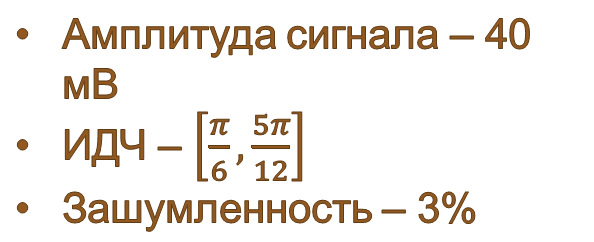 • Амплитуда сигнала – 40
мВ
• ИДЧ – [π/6, 5π/12]
• Зашумленность – 3%